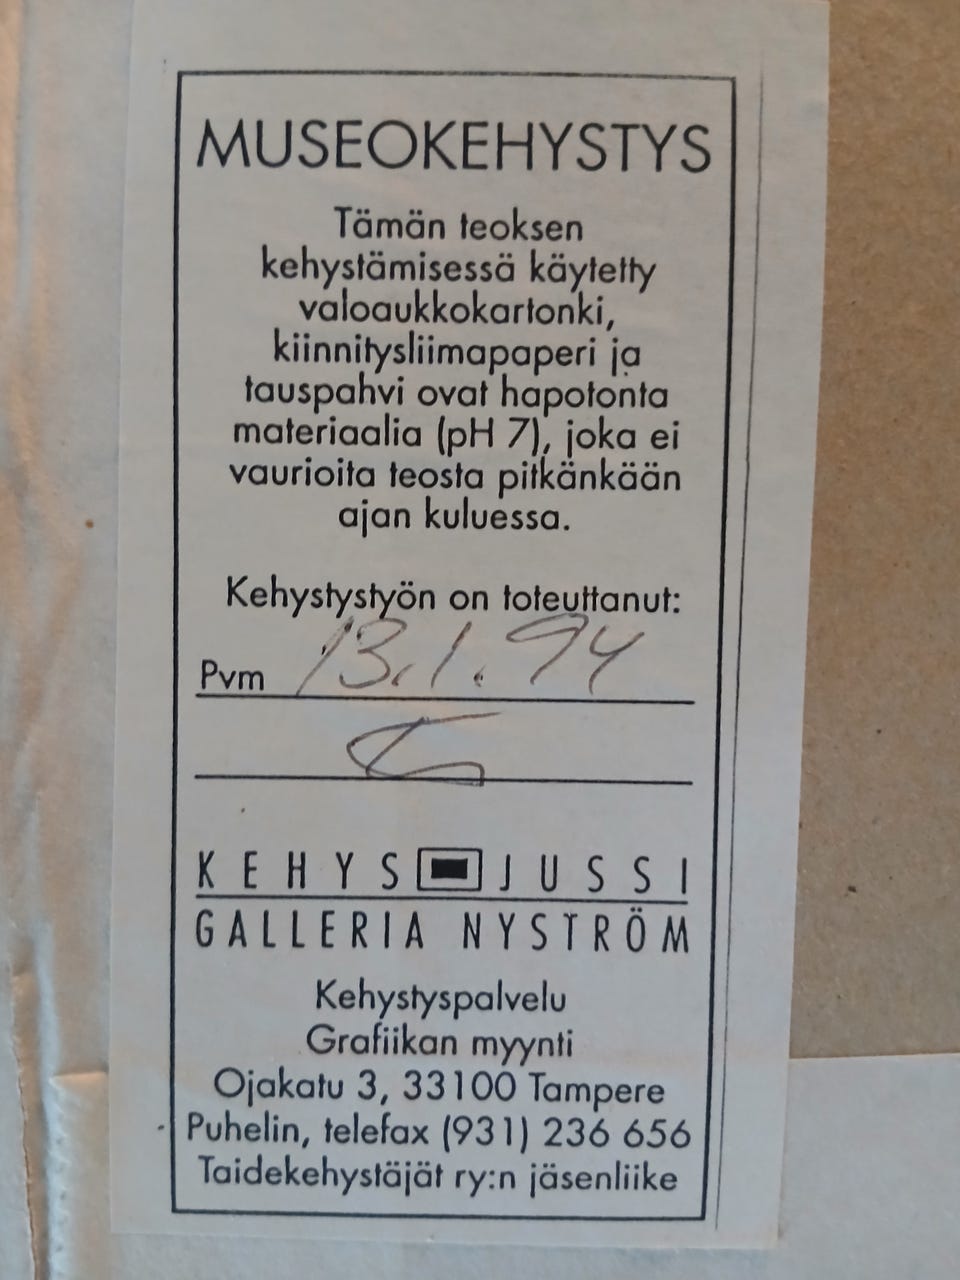 MUSEOKEHYSTYS
Tämän teoksen
kehystämisessä käytetty
valoaukkokartonki,
kiinnitysliimapaperi ja
tauspahvi ovat hapotonta
materiaalia (pH 7), joka ei
vaurioita teosta pitkänkään
ajan kuluessa.
Kehystystyön on toteuttanut:
Pvm 13.1.94
KEHYS JUSSI
GALLERIA NYSTRÖM
Kehystyspalvelu
Grafiikan myynti
Ojakatu 3, 33100 Tampere
Puhelin, telefax (931) 236 656
Taidekehystäjät ry:n jäsenliike